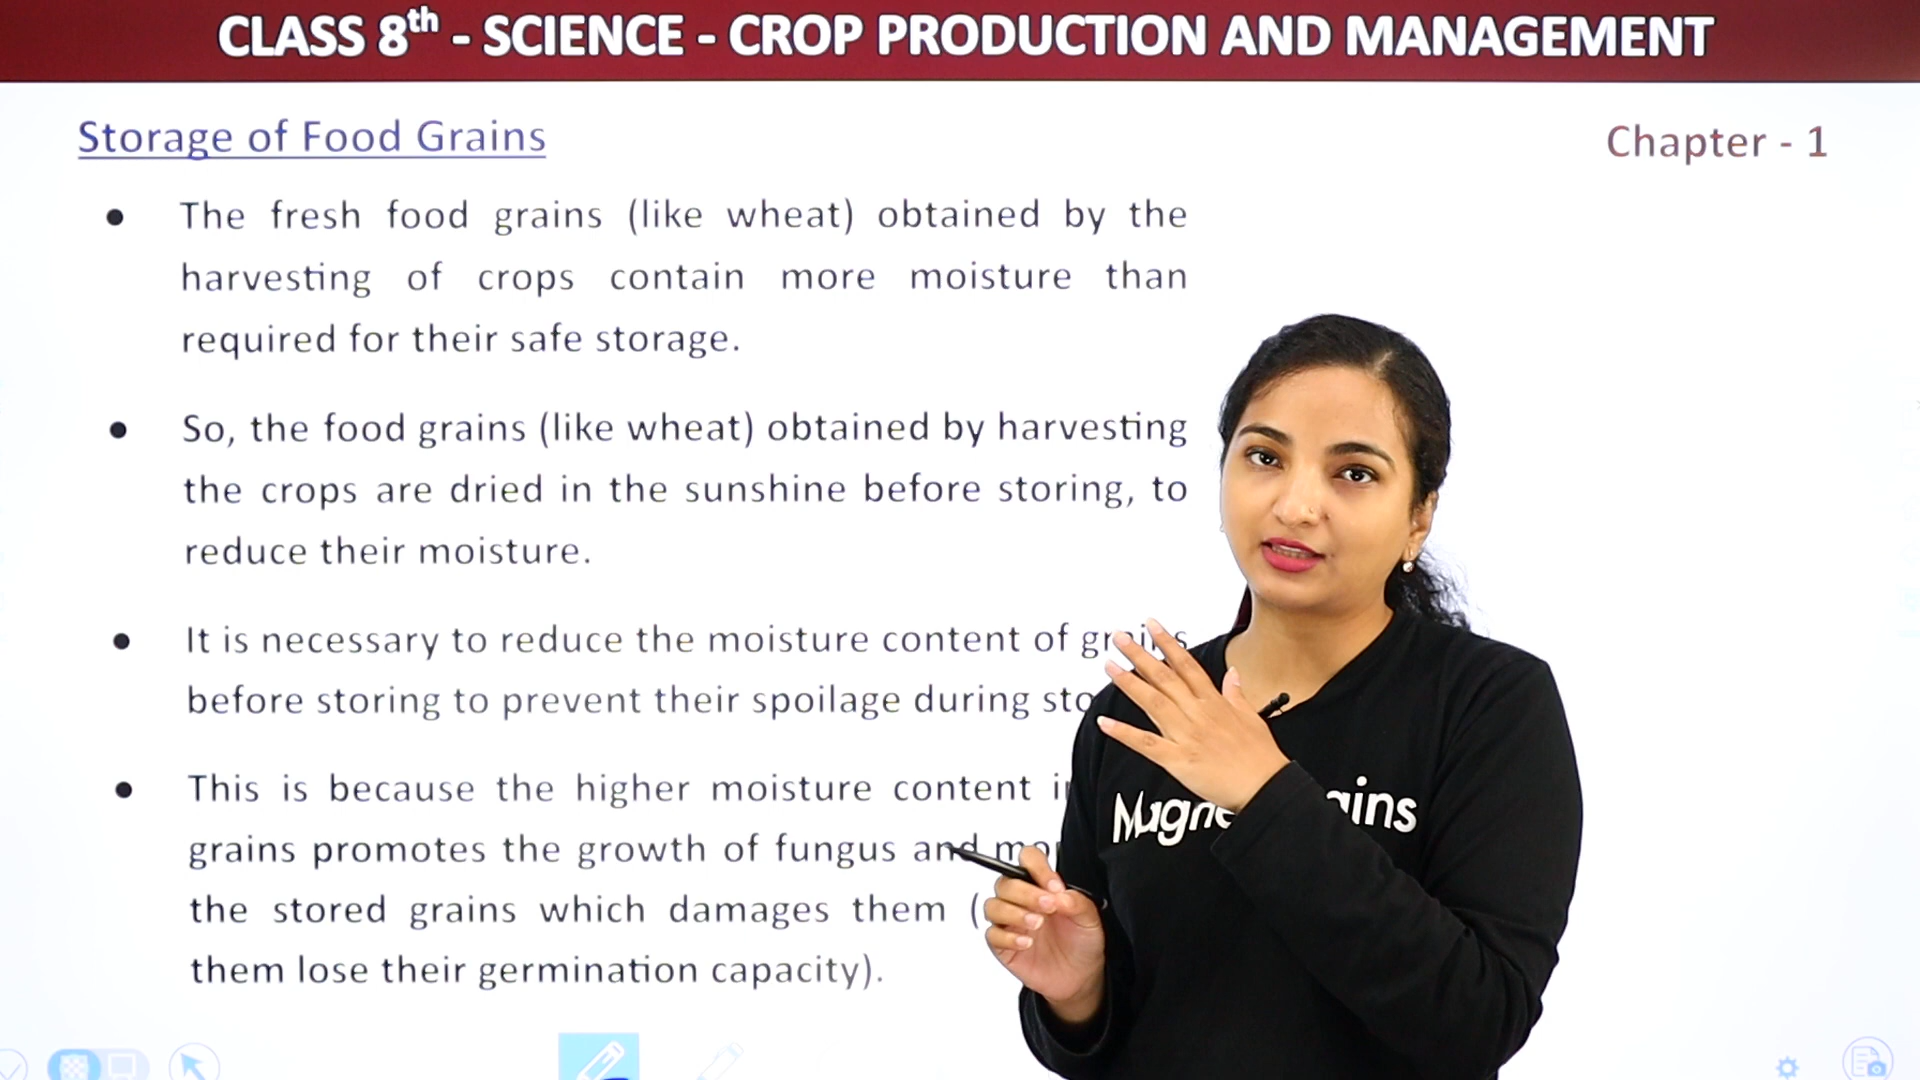 CLASS 8th - SCIENCE - CROP PRODUCTION AND MANAGEMENT
Storage of Food Grains
Chapter - 1
● The fresh food grains (like wheat) obtained by the
harvesting of crops contain more moisture than
required for their safe storage.
● So, the food grains (like wheat) obtained by harvesting
the crops are dried in the sunshine before storing, to
reduce their moisture.
● It is necessary to reduce the moisture content of grains
before storing to prevent their spoilage during
● This is because the higher moisture content
grains promotes the growth of fungus and
the stored grains which damages them (
them lose their germination capacity).